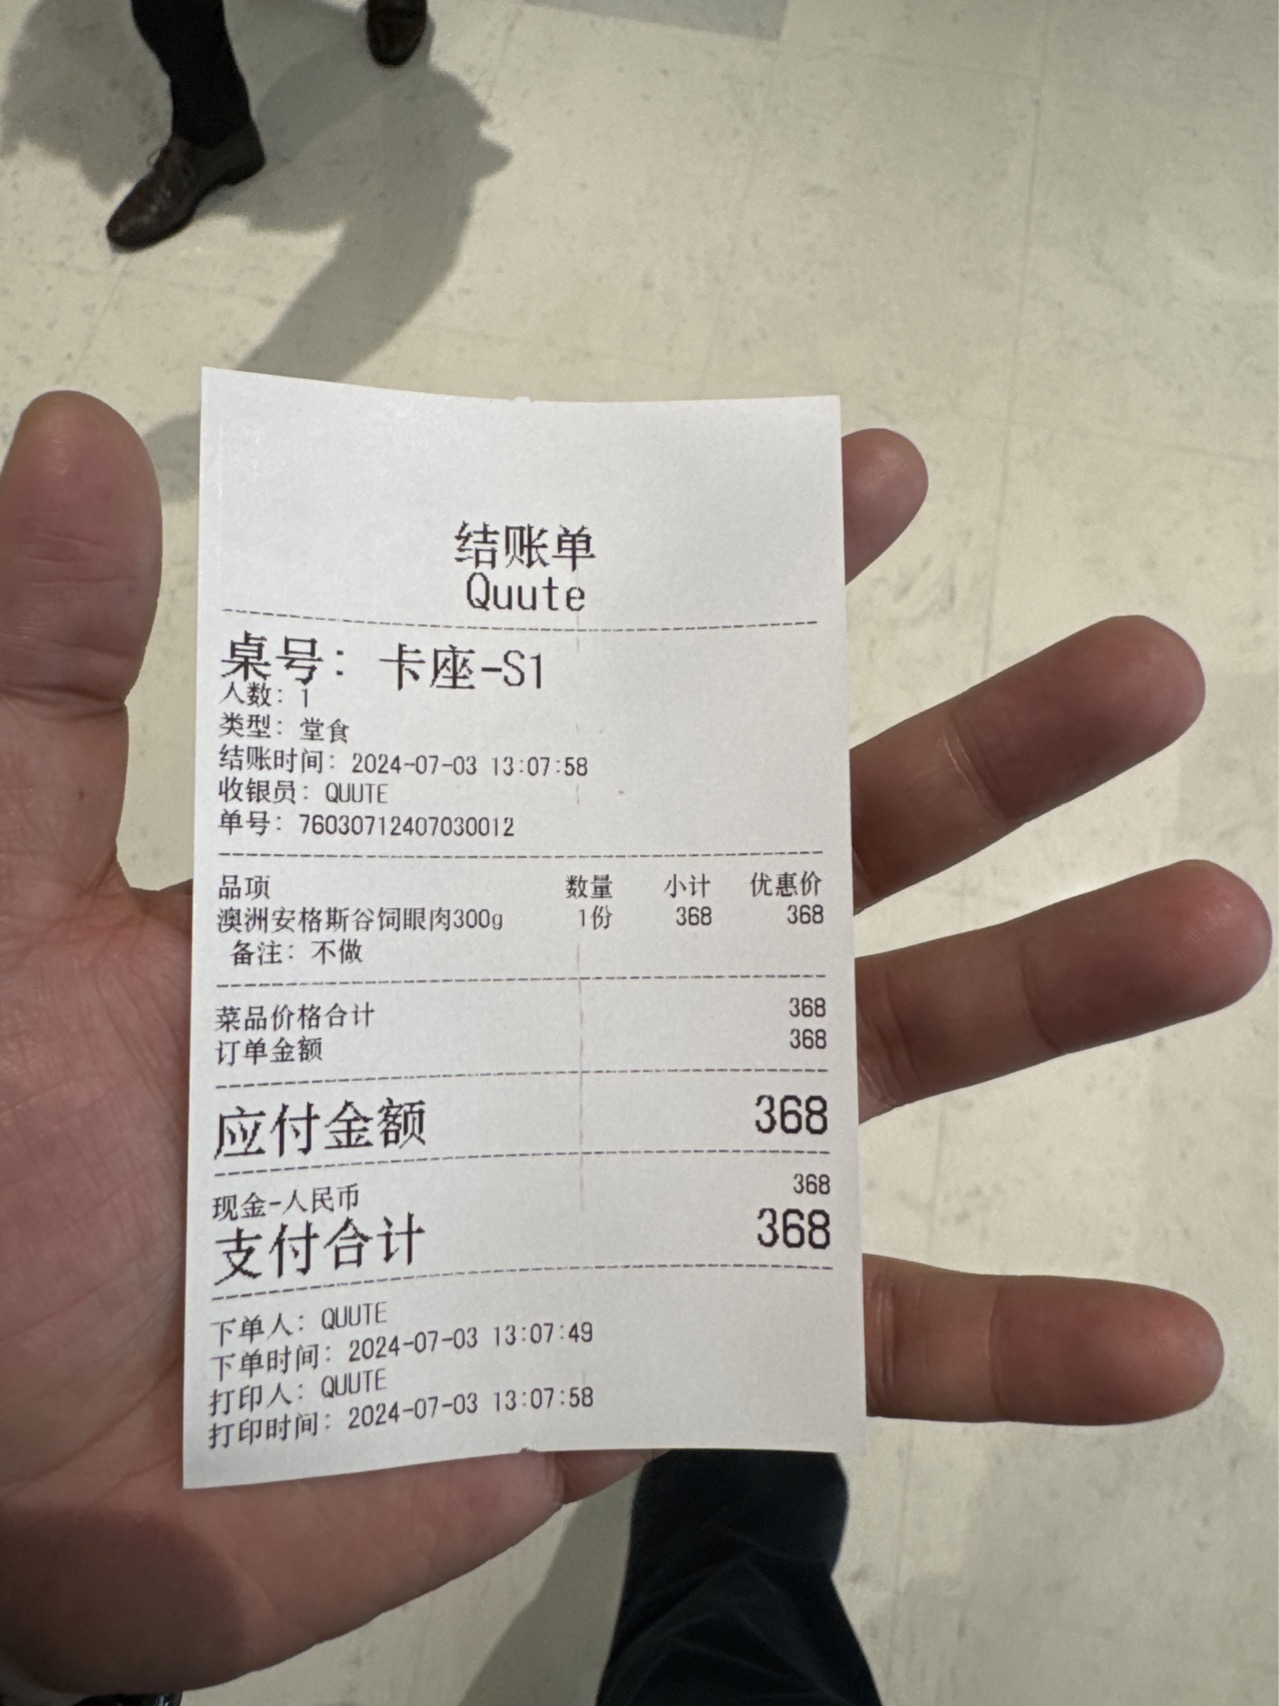 结账单
Quute
桌号: 卡座-S1
人数: 1
类型: 堂食
结账时间: 2024-07-03 13:07:58
收银员: QUUTE
单号: 76030712407030012
品项 数量 小计 优惠价
澳洲安格斯谷饲眼肉300g 1份 368 368
备注: 不做
菜品价格合计 368
订单金额 368
应付金额 368
现金-人民币 368
支付合计 368
下单人: QUUTE
下单时间: 2024-07-03 13:07:49
打印人: QUUTE
打印时间: 2024-07-03 13:07:58